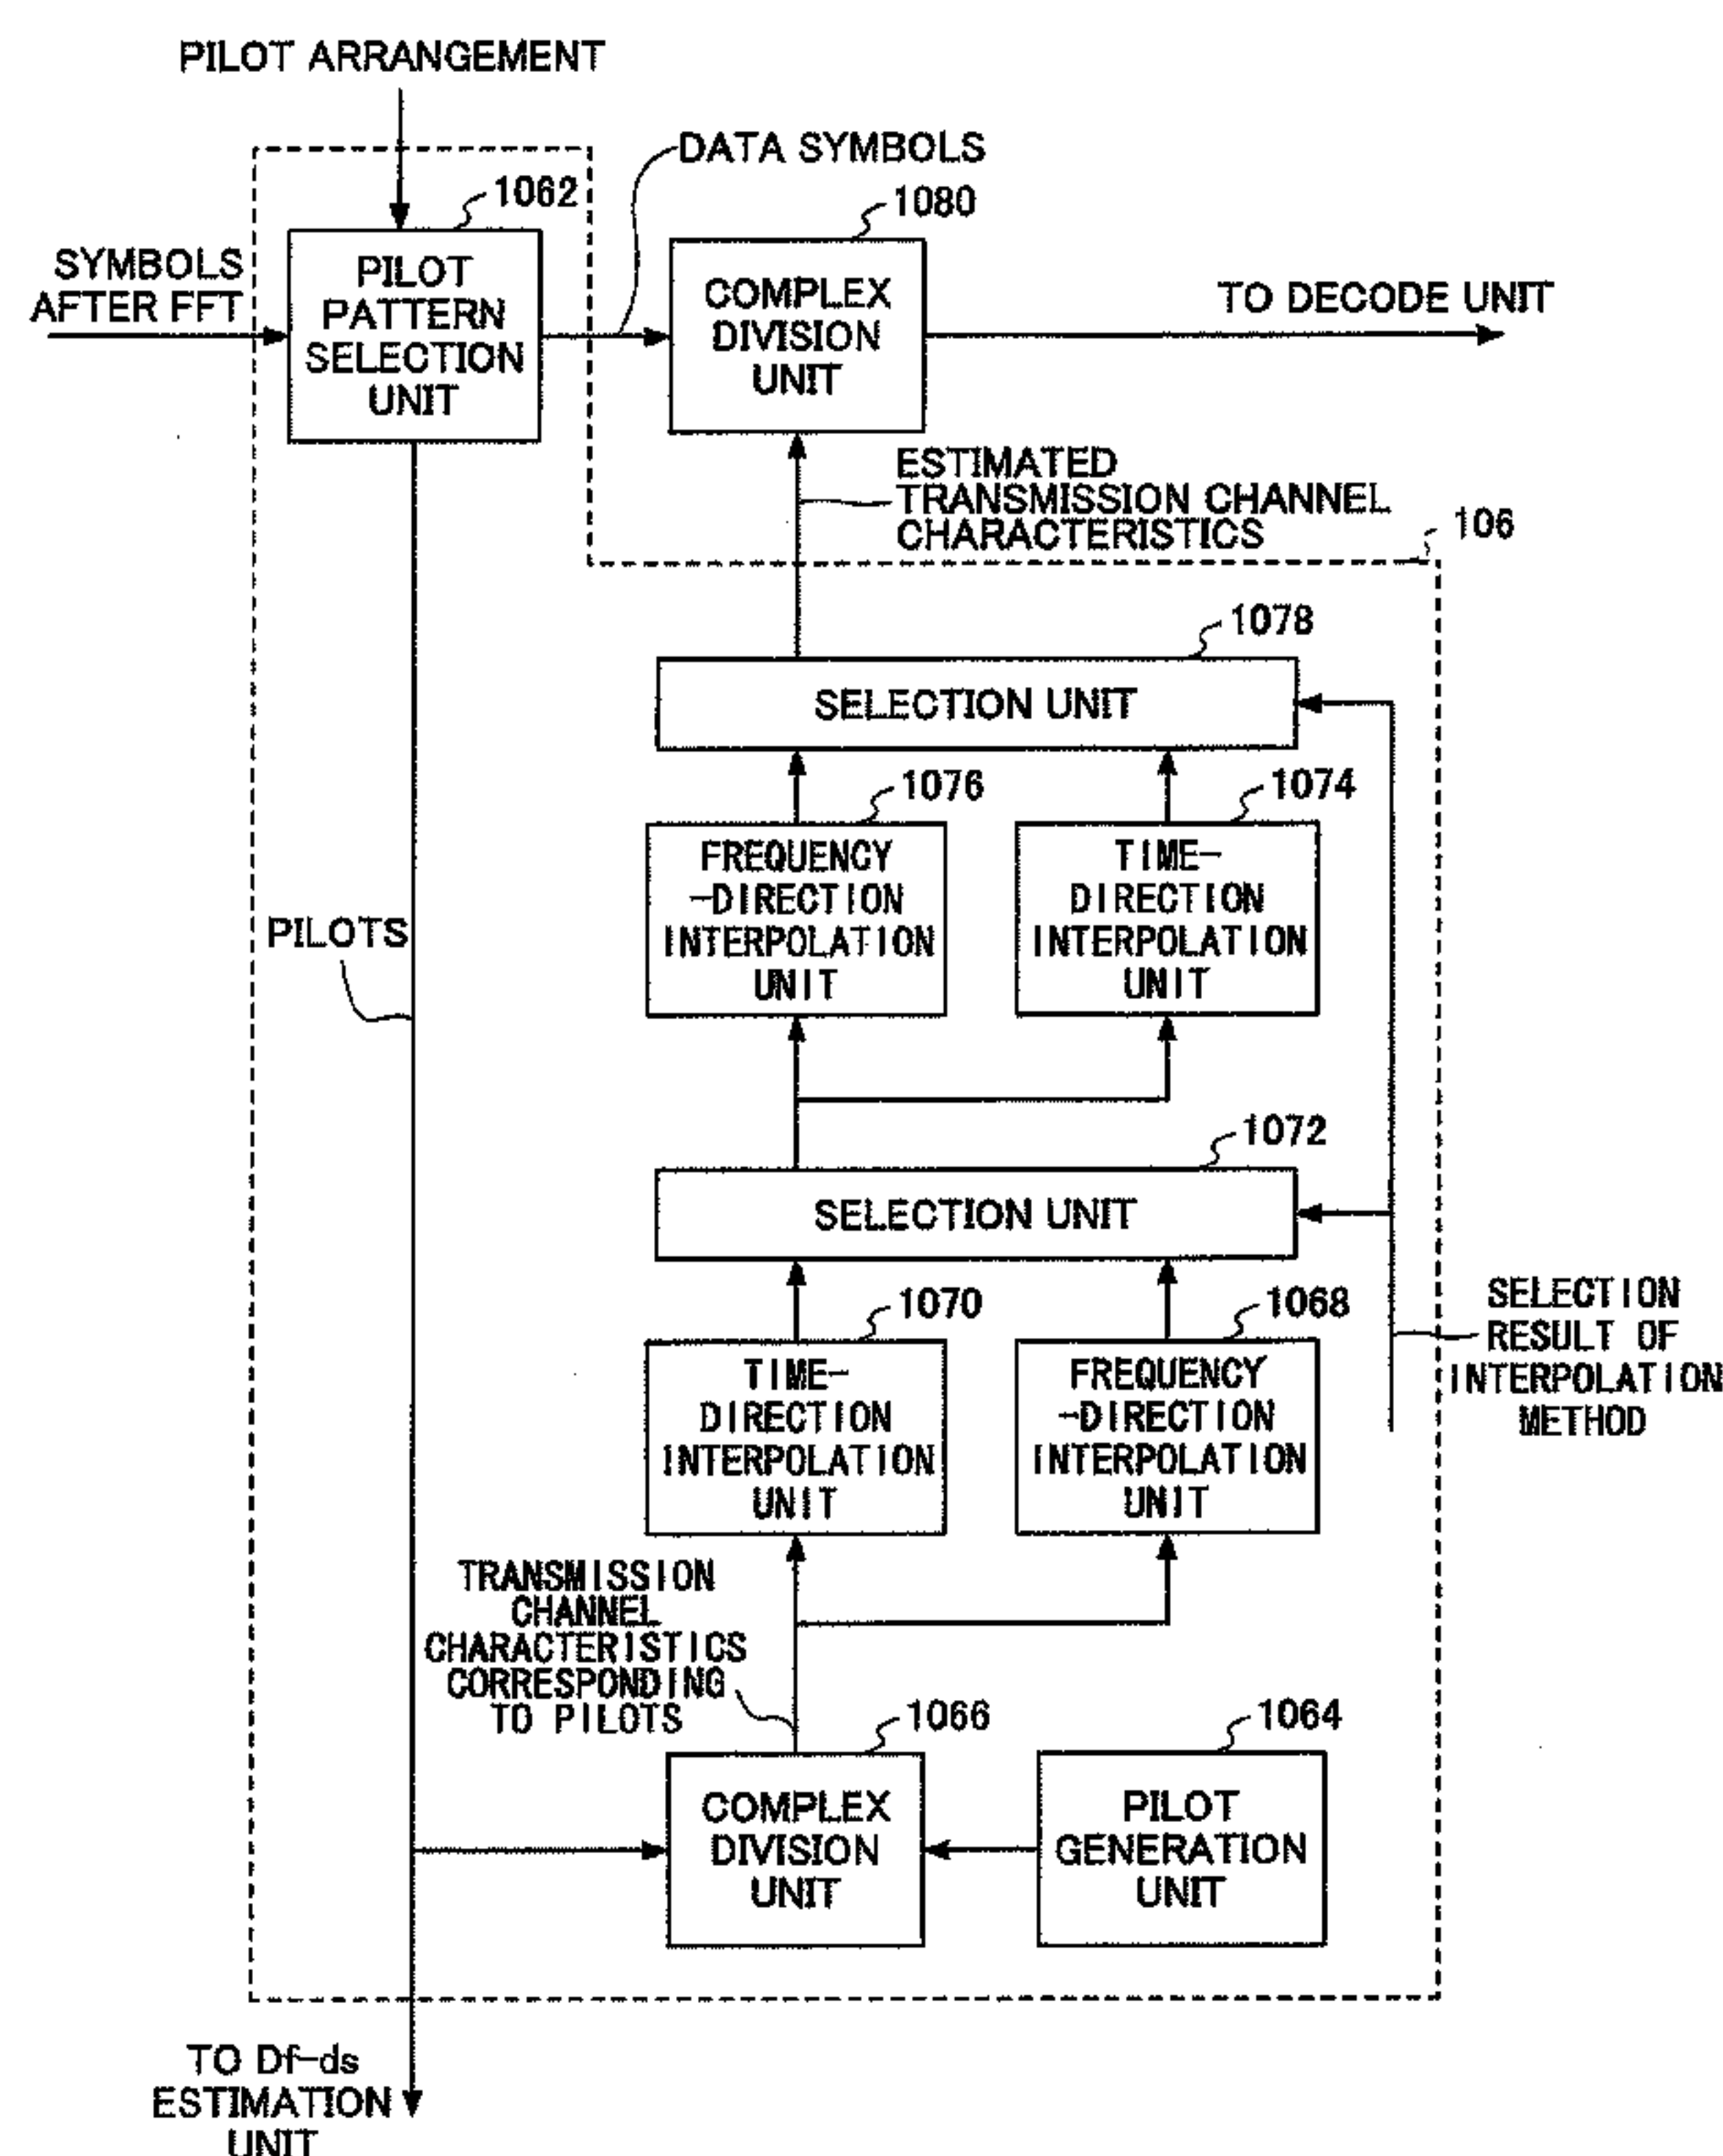 PILOT ARRANGEMENT
DATA SYMBOLS
1062
1080
SYMBOLS
AFTER FFT
PILOT
PATTERN
SELECTION
UNIT
COMPLEX
DIVISION
UNIT
TO DECODE UNIT
ESTIMATED
TRANSMISSION CHANNEL
CHARACTERISTICS
106
1078
SELECTION UNIT
1076
1074
FREQUENCY
-DIRECTION
INTERPOLATION
UNIT
TIME-
DIRECTION
INTERPOLATION
UNIT
PILOTS
1072
SELECTION UNIT
1070
1068
TIME-
DIRECTION
INTERPOLATION
UNIT
FREQUENCY
-DIRECTION
INTERPOLATION
UNIT
SELECTION
RESULT OF
INTERPOLATION
METHOD
TRANSMISSION
CHANNEL
CHARACTERISTICS
CORRESPONDING
TO PILOTS
1066
1064
COMPLEX
DIVISION
UNIT
PILOT
GENERATION
UNIT
TO Df-ds
ESTIMATION
UNIT